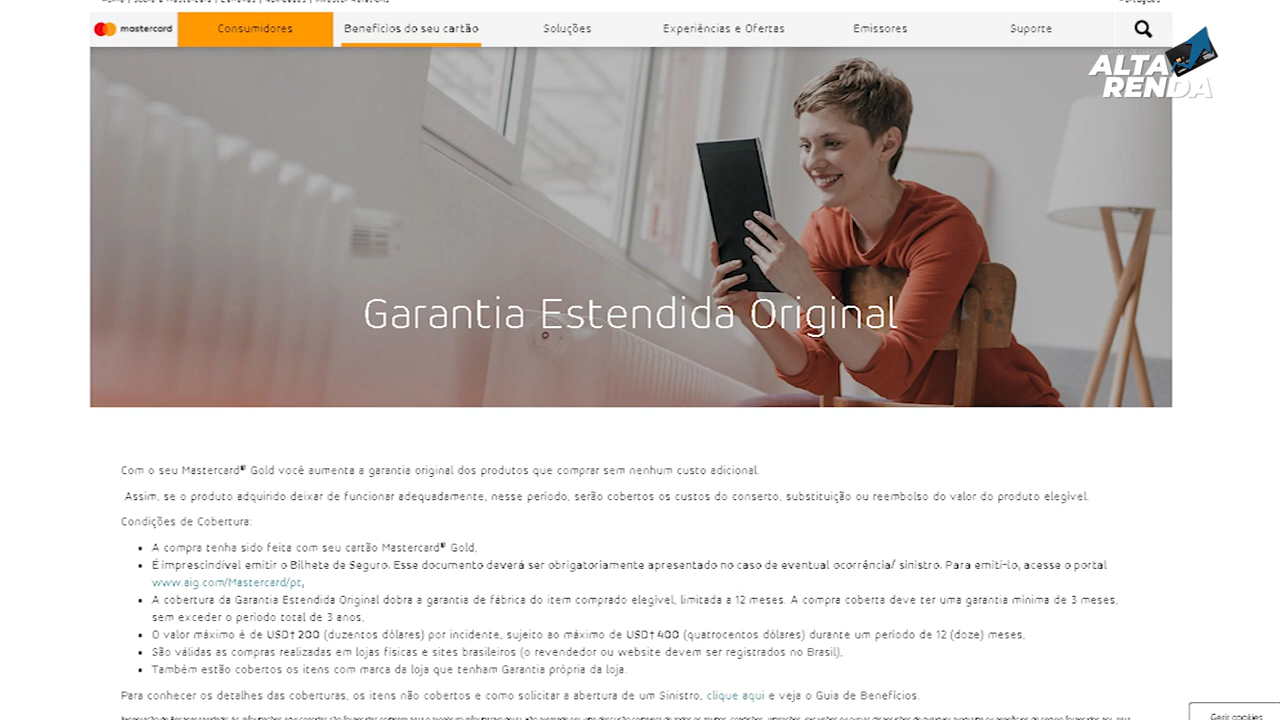 mastercard
Consumidores
Benefícios do seu cartão
Soluções
Experiências e Ofertas
Emissores
Suporte
ALTA
RENDA
Garantia Estendida Original
Com o seu Mastercard® Gold você aumenta a garantia original dos produtos que comprar sem nenhum custo adicional.
Assim, se o produto adquirido deixar de funcionar adequadamente, nesse período, serão cobertos os custos do conserto, substituição ou reembolso do valor do produto elegível.
Condições de Cobertura:
• A compra tenha sido feita com seu cartão Mastercard® Gold.
• É imprescindível emitir o Bilhete de Seguro. Esse documento deverá ser obrigatoriamente apresentado no caso de eventual ocorrência/ sinistro. Para emiti-lo, acesse o portal
www.aig.com/Mastercard/pt.
• A cobertura da Garantia Estendida Original dobra a garantia de fábrica do item comprado elegível, limitada a 12 meses. A compra coberta deve ter uma garantia mínima de 3 meses,
sem exceder o período total de 3 anos.
• O valor máximo é de USD† 200 (duzentos dólares) por incidente, sujeito ao máximo de USD† 400 (quatrocentos dólares) durante um período de 12 (doze) meses.
• São válidas as compras realizadas em lojas físicas e sites brasileiros (o revendedor ou website devem ser registrados no Brasil).
• Também estão cobertos os itens com marca da loja que tenham Garantia própria da loja.
Para conhecer os detalhes das coberturas, os itens não cobertos e como solicitar a abertura de um Sinistro, clique aqui e veja o Guia de Benefícios.
Gerir cookies